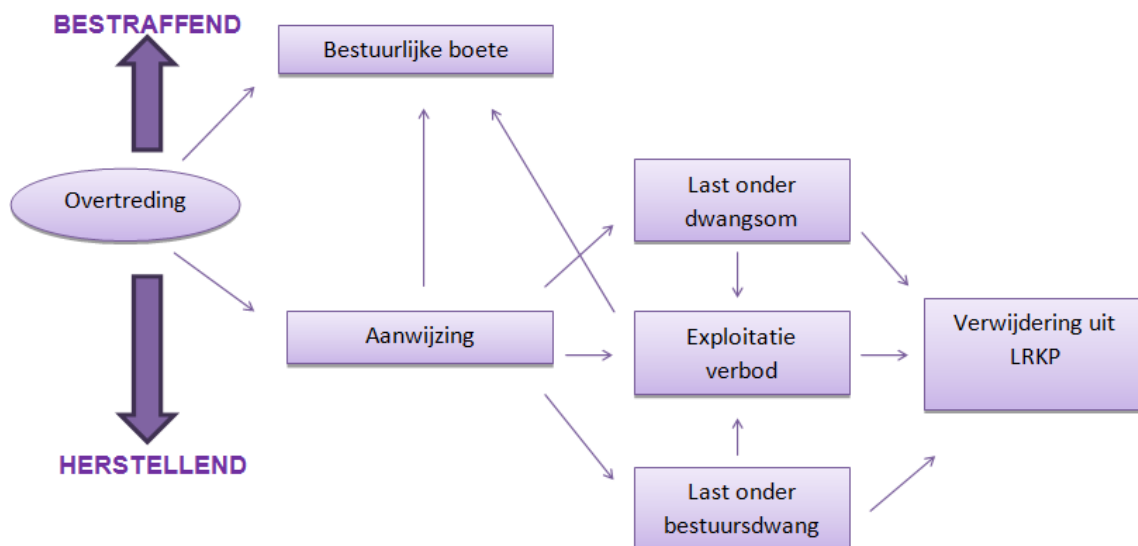 BESTRAFFEND
Bestuurlijke boete
Overtreding
Last onder
dwangsom
Aanwijzing
Exploitatie
verbod
Verwijdering uit
LRKP
HERSTELLEND
Last onder
bestuursdwang